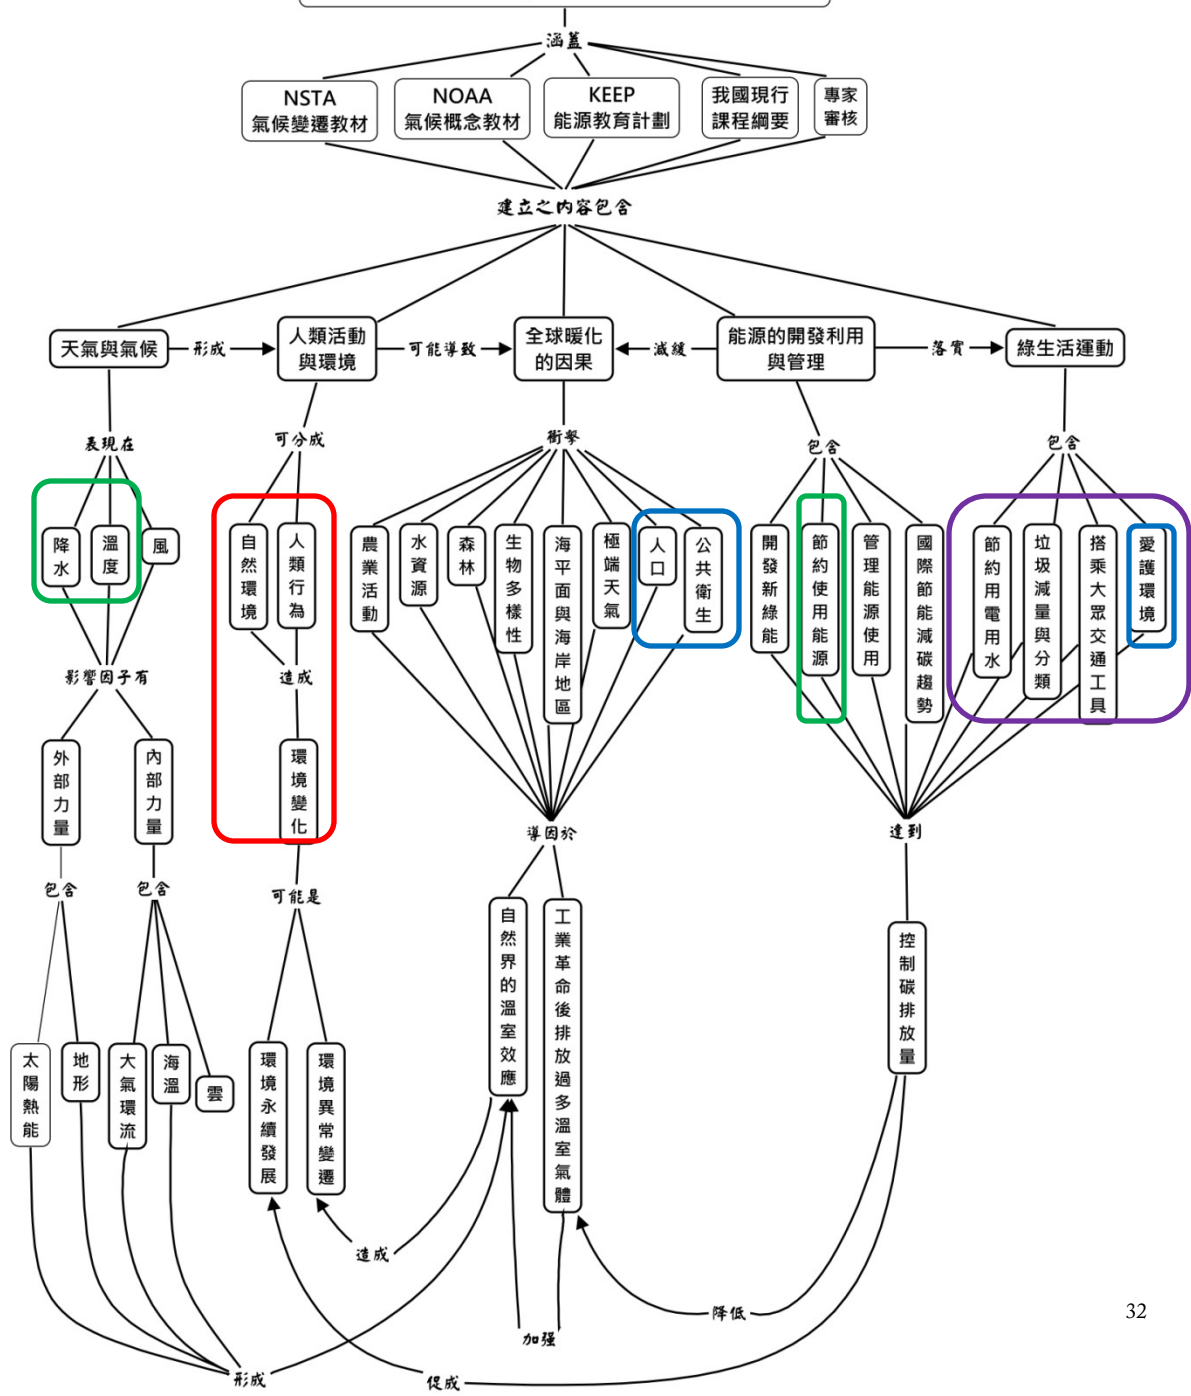 涵蓋
NSTA
氣候變遷教材
NOAA
氣候概念教材
KEEP
能源教育計劃
我國現行
課程綱要
專家
審核
建立之內容包含
天氣與氣候
形成
人類活動
與環境
可能導致
全球暖化
的因果
減緩
能源的開發利用
與管理
落實
綠生活運動
表現在
可分成
衝擊
包含
包含
降水
溫度
風
自然環境
人類行為
農業活動
水資源
森林
生物多樣性
海平面與海岸地區
極端天氣
人口
公共衛生
開發新綠能
節約使用能源
管理能源使用
國際節能減碳趨勢
節約用電用水
垃圾減量與分類
搭乘大眾交通工具
愛護環境
影響因子有
造成
外部力量
內部力量
環境變化
導因於
達到
包含
包含
可能是
自然界的溫室效應
工業革命後排放過多溫室氣體
控制碳排放量
太陽熱能
地形
大氣環流
海溫
雲
環境永續發展
環境異常變遷
造成
降低
加強
形成
促成
32